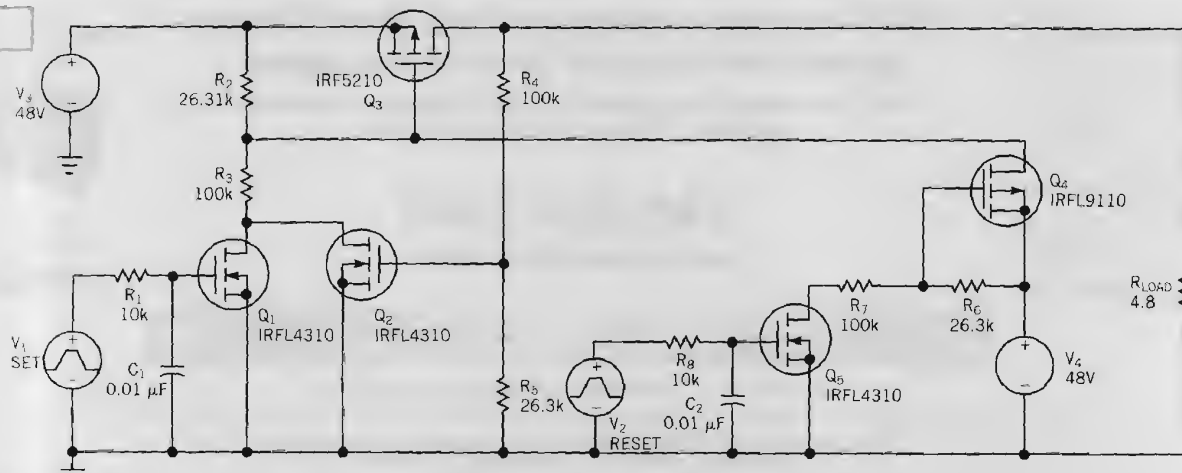 V3
48V
R2
26.31k
IRF5210
Q3
R4
100k
R3
100k
Q4
IRFL9110
R1
10k
Q1
IRFL4310
Q2
IRFL4310
V1
SET
C1
0.01 µF
R5
26.3k
R8
10k
C2
0.01 µF
V2
RESET
Q5
IRFL4310
R7
100k
R6
26.3k
V4
48V
RLOAD
4.8